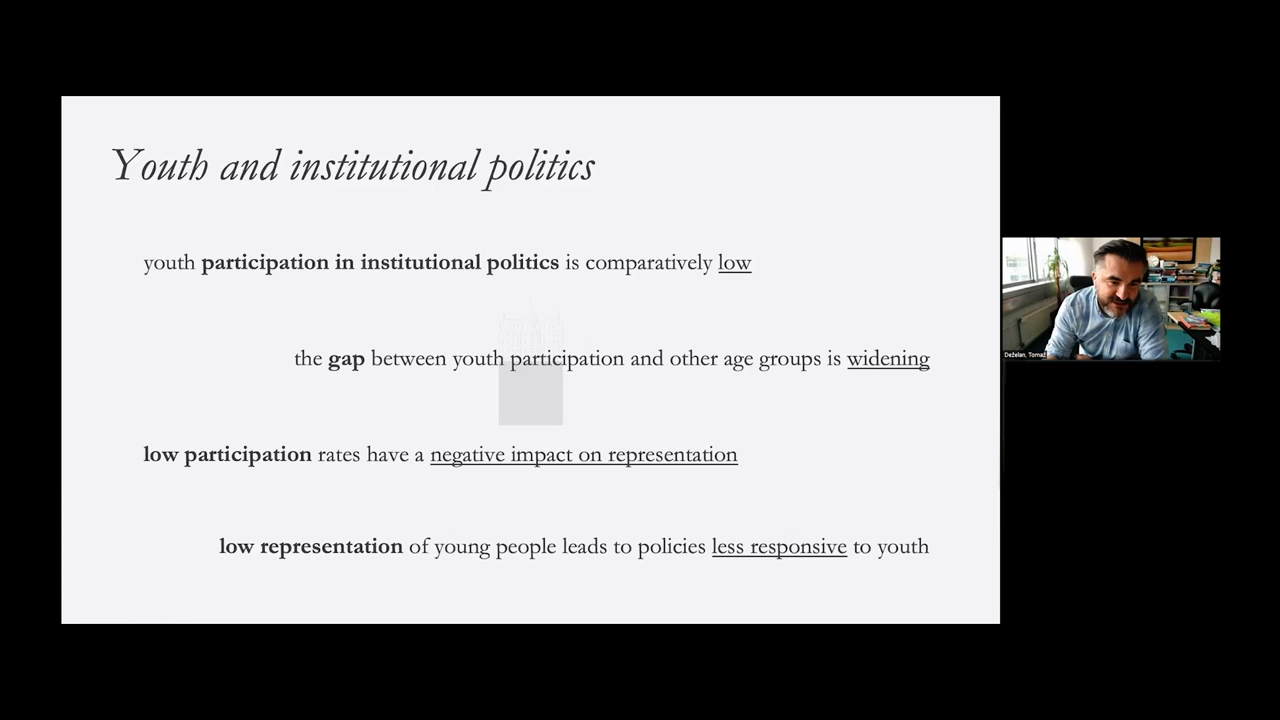 Youth and institutional politics
youth participation in institutional politics is comparatively low
the gap between youth participation and other age groups is widening
low participation rates have a negative impact on representation
low representation of young people leads to policies less responsive to youth
Deželan, Tomaž